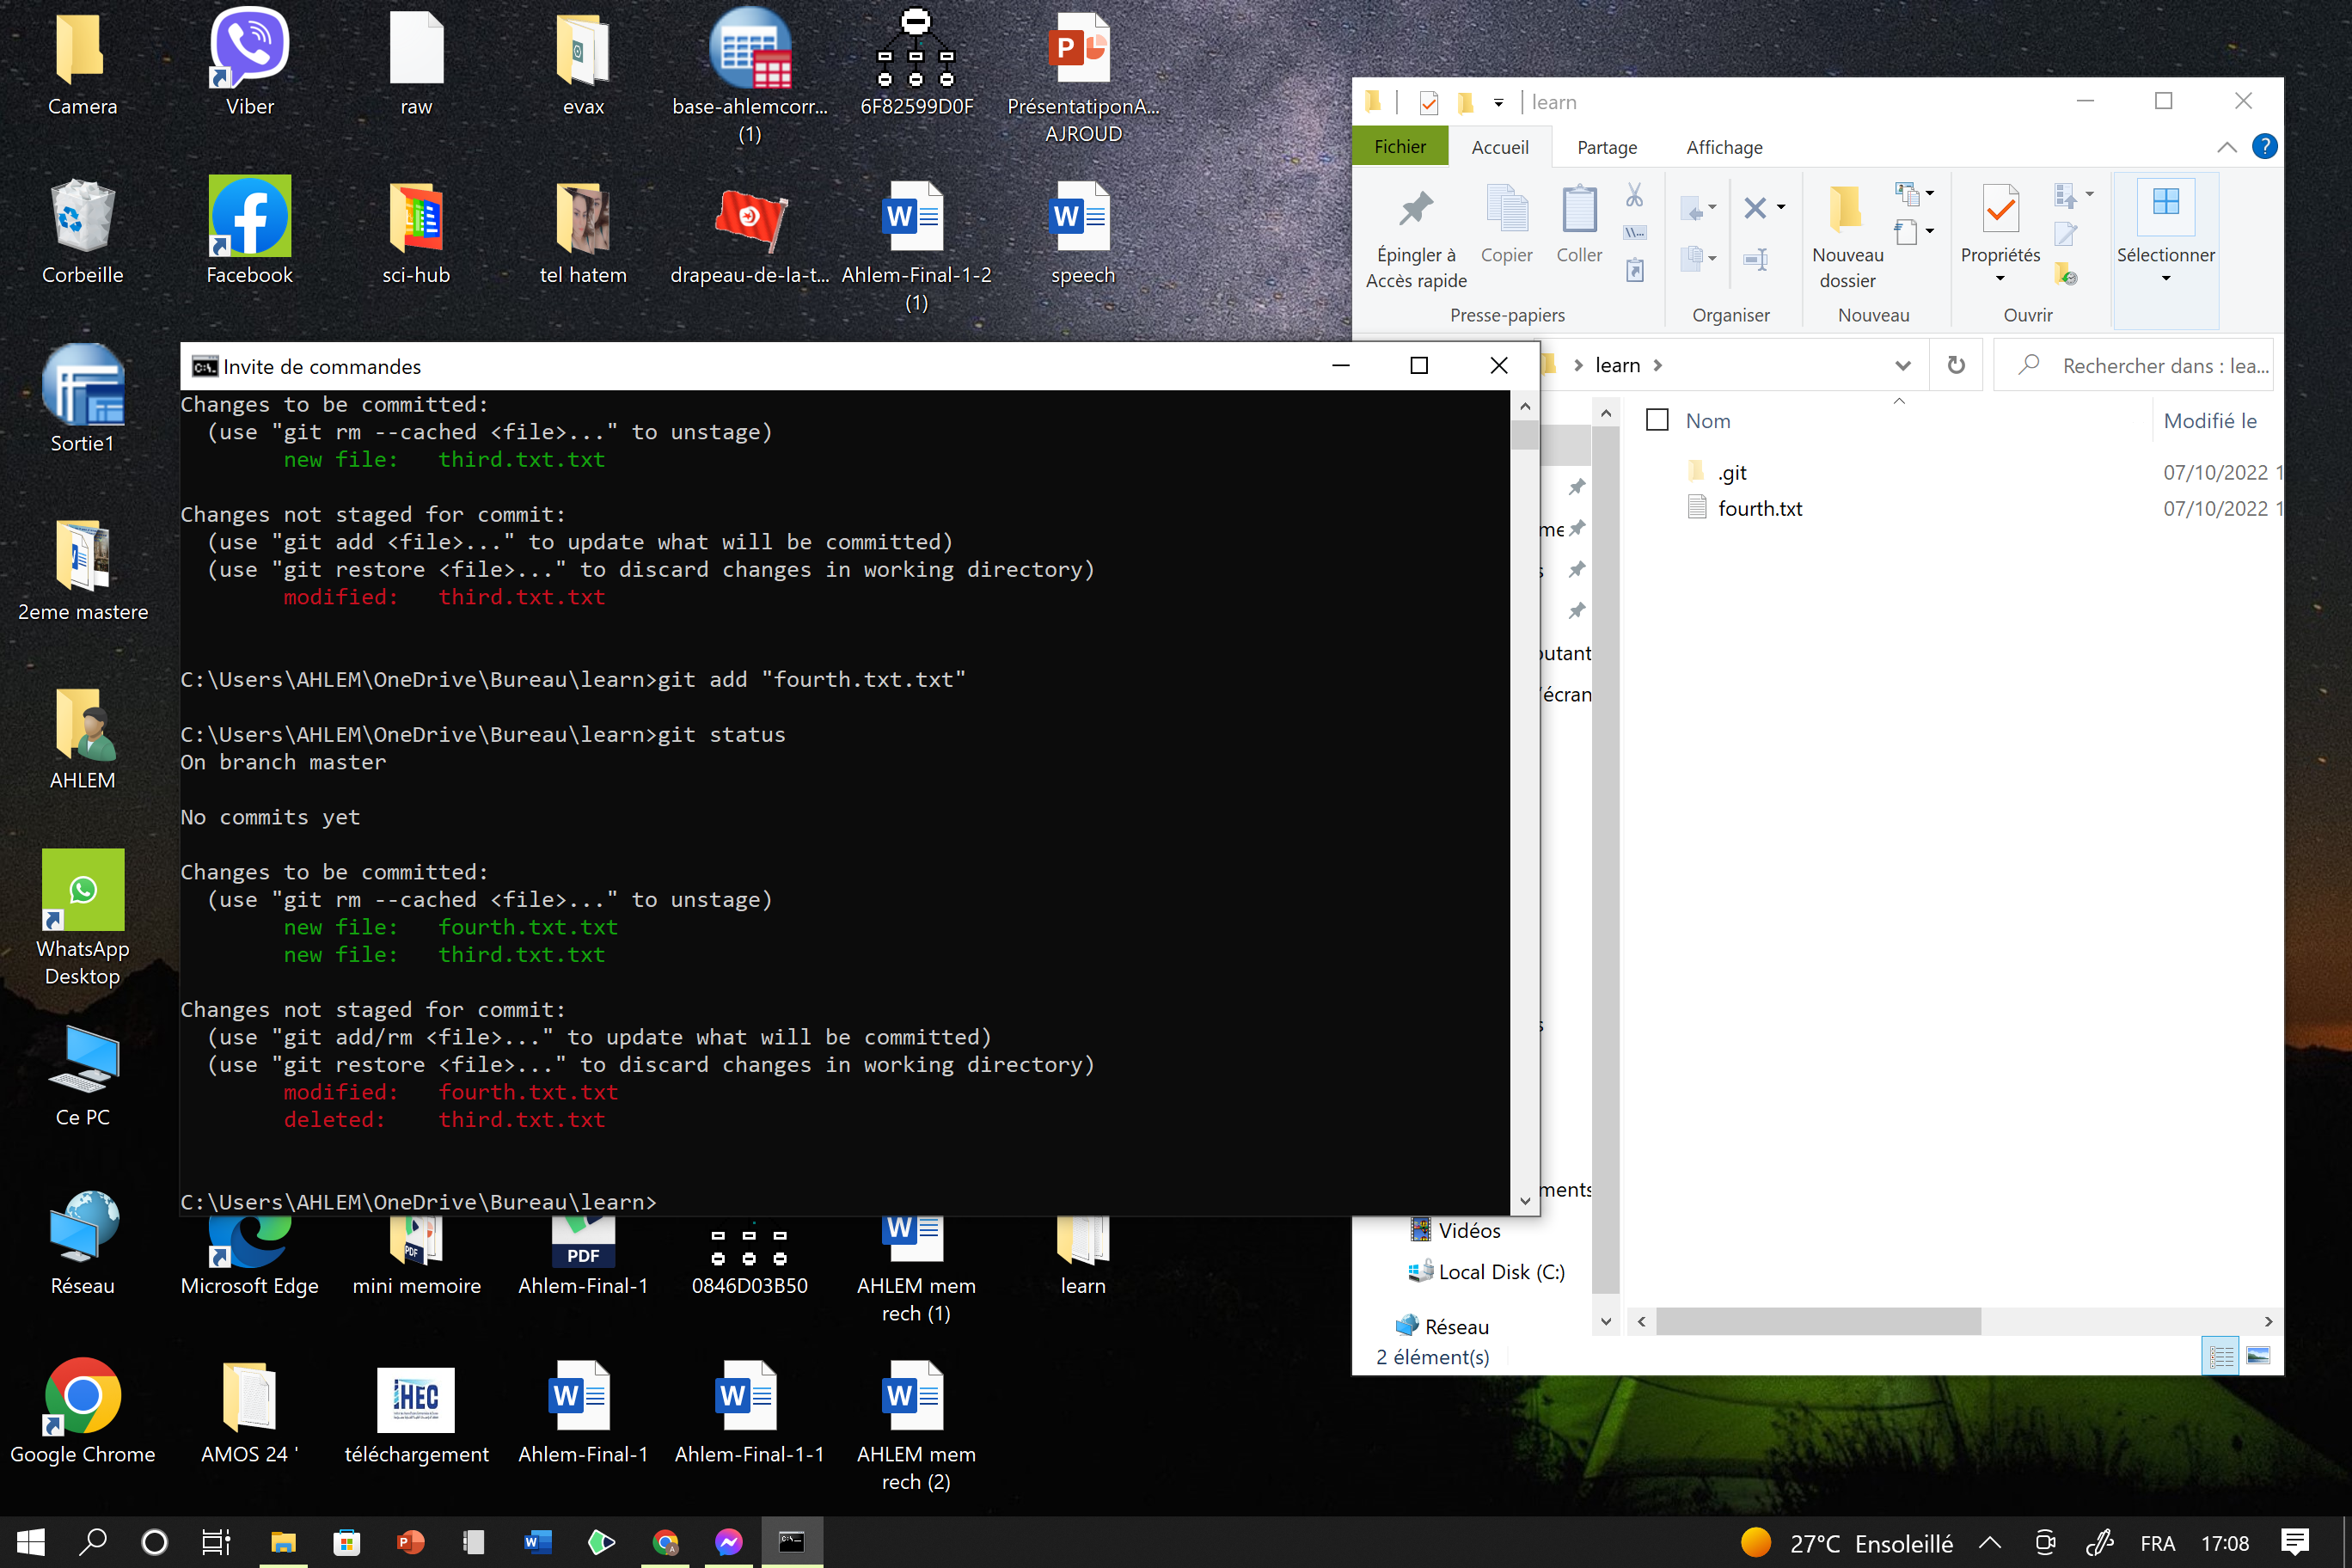 Camera
Viber
raw
evax
base-ahlemcorr...
(1)
6F82599D0F
PrésentatiponA...
AJROUD
Corbeille
Facebook
sci-hub
tel hatem
drapeau-de-la-t...
Ahlem-Final-1-2
(1)
speech
Sortie1
2eme mastere
AHLEM
WhatsApp
Desktop
Ce PC
Réseau
Microsoft Edge
mini memoire
PDF
PDF
Ahlem-Final-1
0846D03B50
AHLEM mem
rech (1)
learn
Google Chrome
AMOS 24 '
iHEC
téléchargement
Ahlem-Final-1
Ahlem-Final-1-1
AHLEM mem
rech (2)
Invite de commandes
Changes to be committed:
(use "git rm --cached <file>..." to unstage)
new file: third.txt.txt
Changes not staged for commit:
(use "git add <file>..." to update what will be committed)
(use "git restore <file>..." to discard changes in working directory)
modified: third.txt.txt
C:\Users\AHLEM\OneDrive\Bureau\learn>git add "fourth.txt.txt"
C:\Users\AHLEM\OneDrive\Bureau\learn>git status
On branch master
No commits yet
Changes to be committed:
(use "git rm --cached <file>..." to unstage)
new file: fourth.txt.txt
new file: third.txt.txt
Changes not staged for commit:
(use "git add/rm <file>..." to update what will be committed)
(use "git restore <file>..." to discard changes in working directory)
modified: fourth.txt.txt
deleted: third.txt.txt
C:\Users\AHLEM\OneDrive\Bureau\learn>
learn
Fichier Accueil Partage Affichage
Épingler à
Accès rapide
Copier
Coller
Nouveau
dossier
Propriétés
Sélectionner
Presse-papiers
Organiser
Nouveau
Ouvrir
learn
Rechercher dans : lea...
Nom
Modifié le
.git 07/10/2022 1
fourth.txt 07/10/2022 1
me
s
outant
'écran
s
ments
Vidéos
Local Disk (C:)
Réseau
2 élément(s)
27°C Ensoleillé FRA 17:08